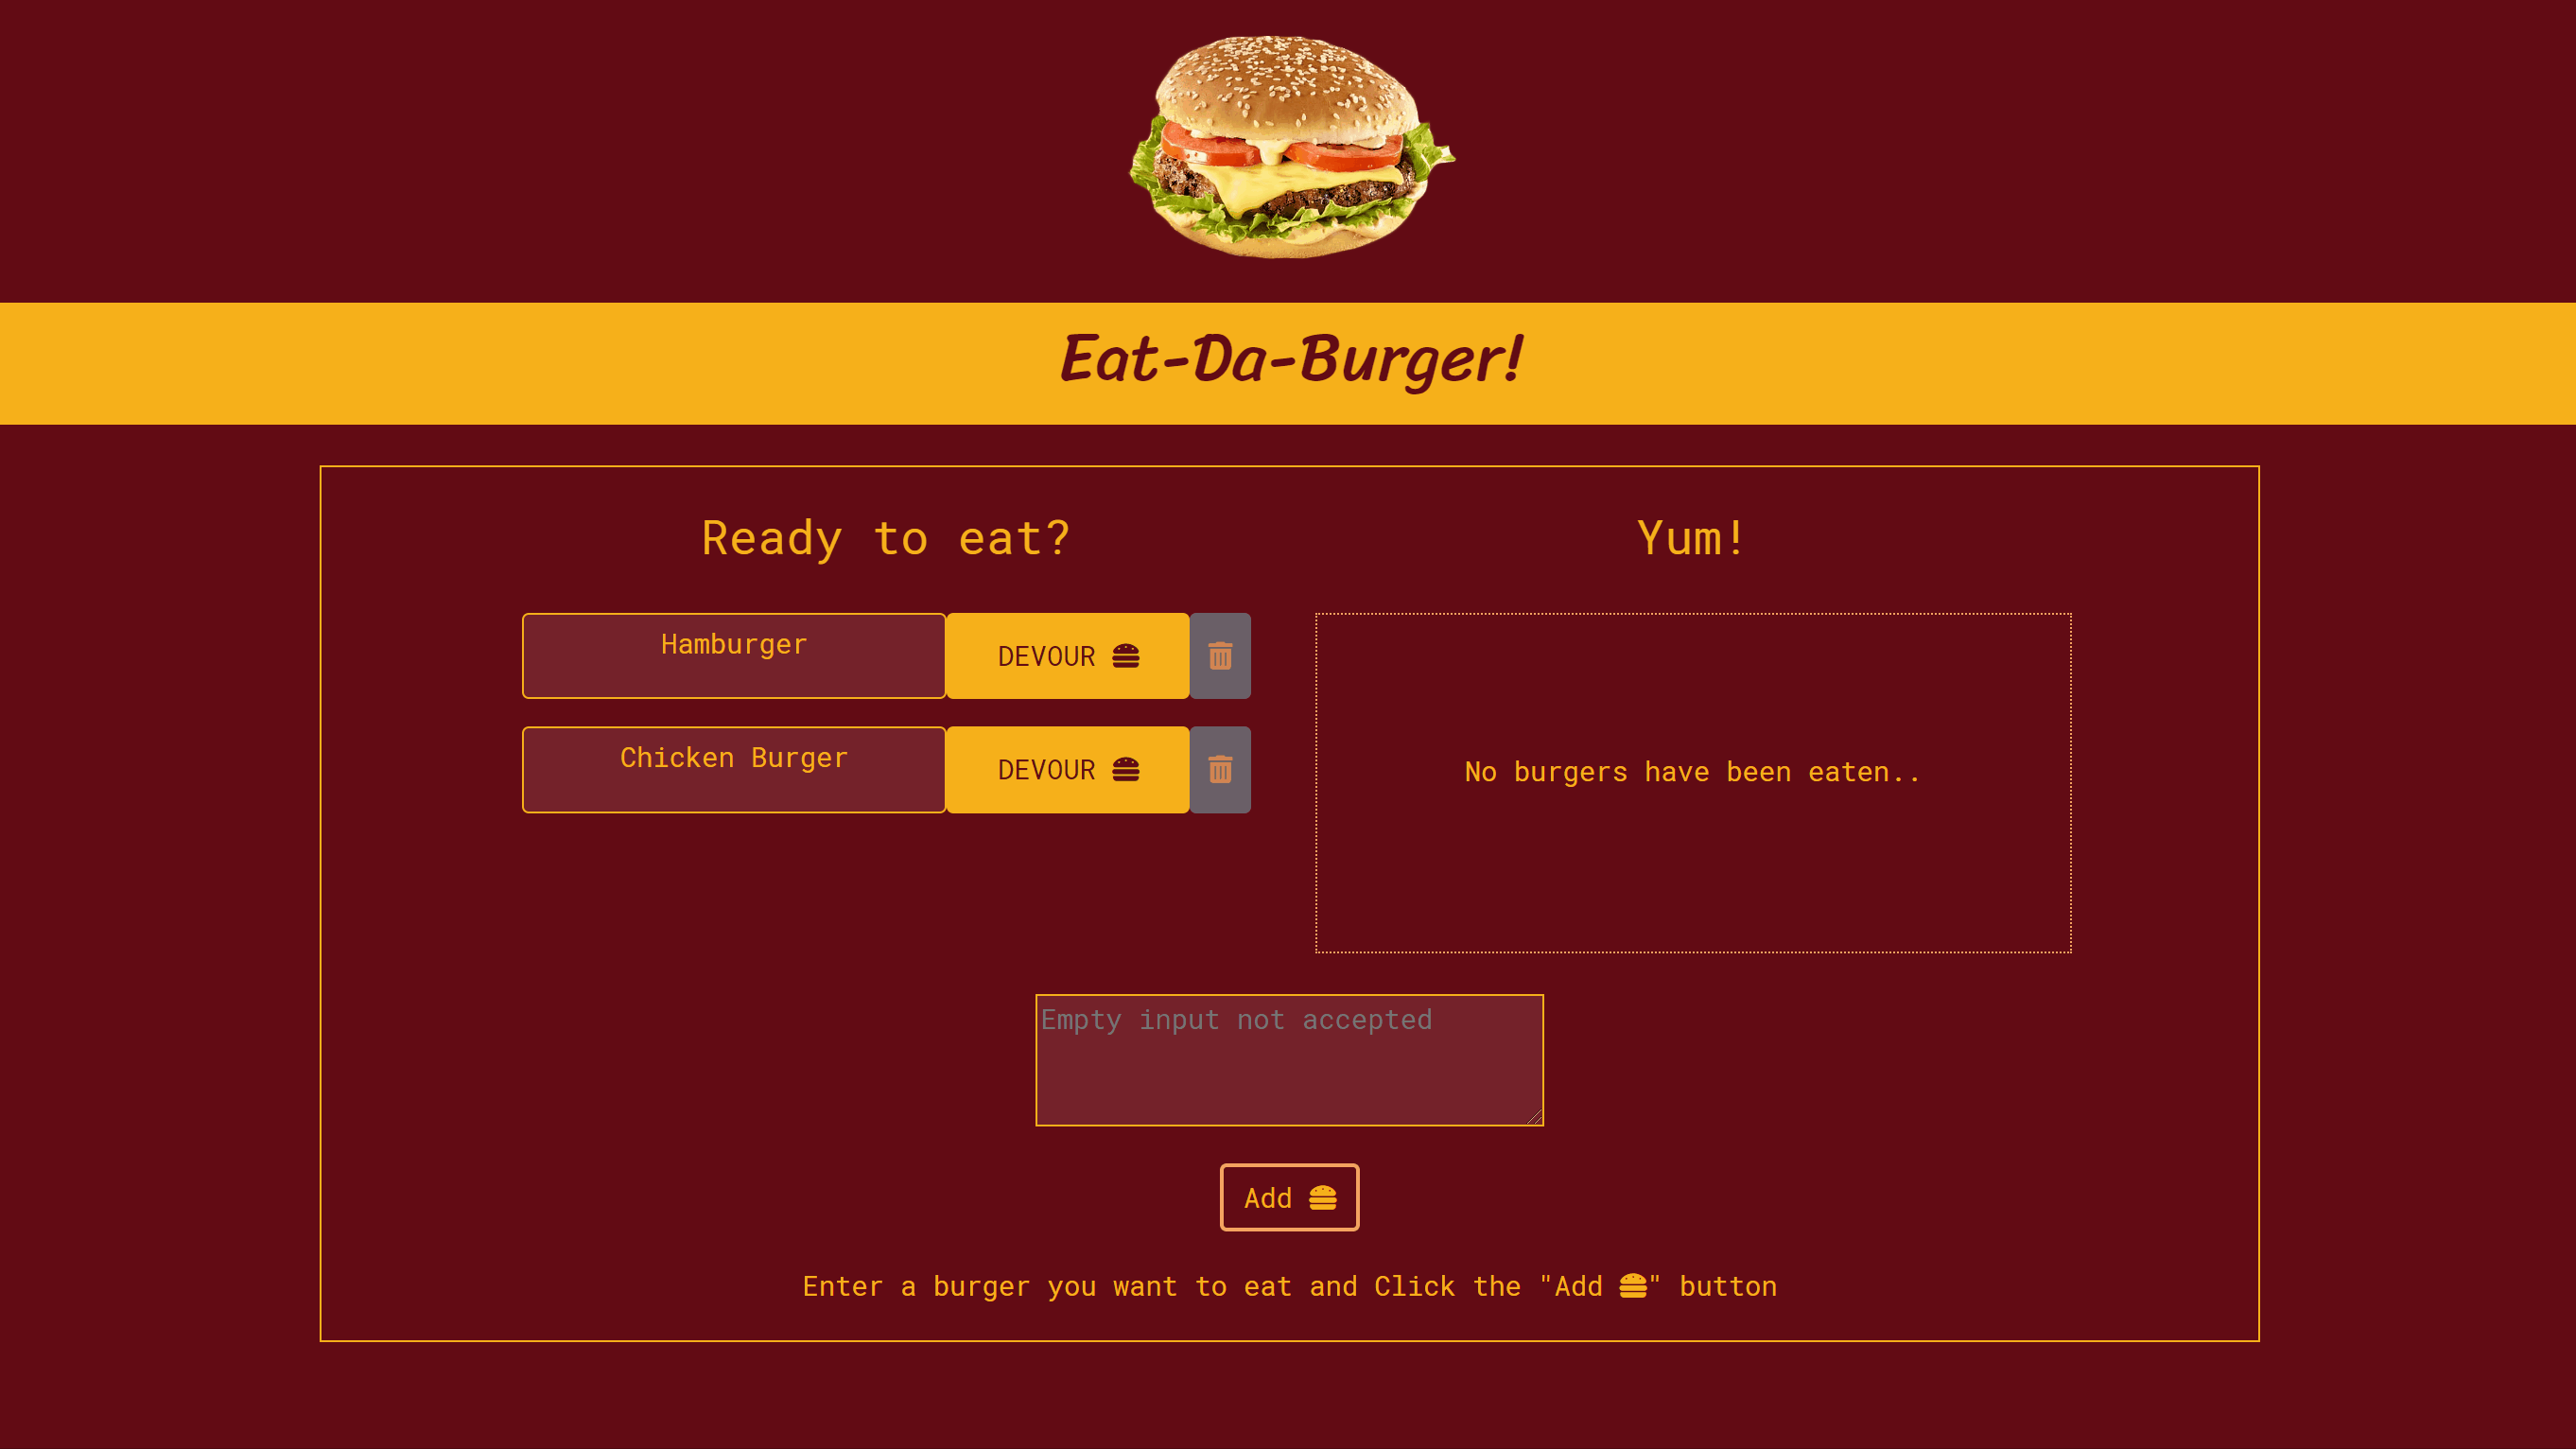 Eat-Da-Burger!
Ready to eat?
Hamburger
DEVOUR
Chicken Burger
DEVOUR
Yum!
No burgers have been eaten..
Empty input not accepted
Add
Enter a burger you want to eat and Click the "Add " button